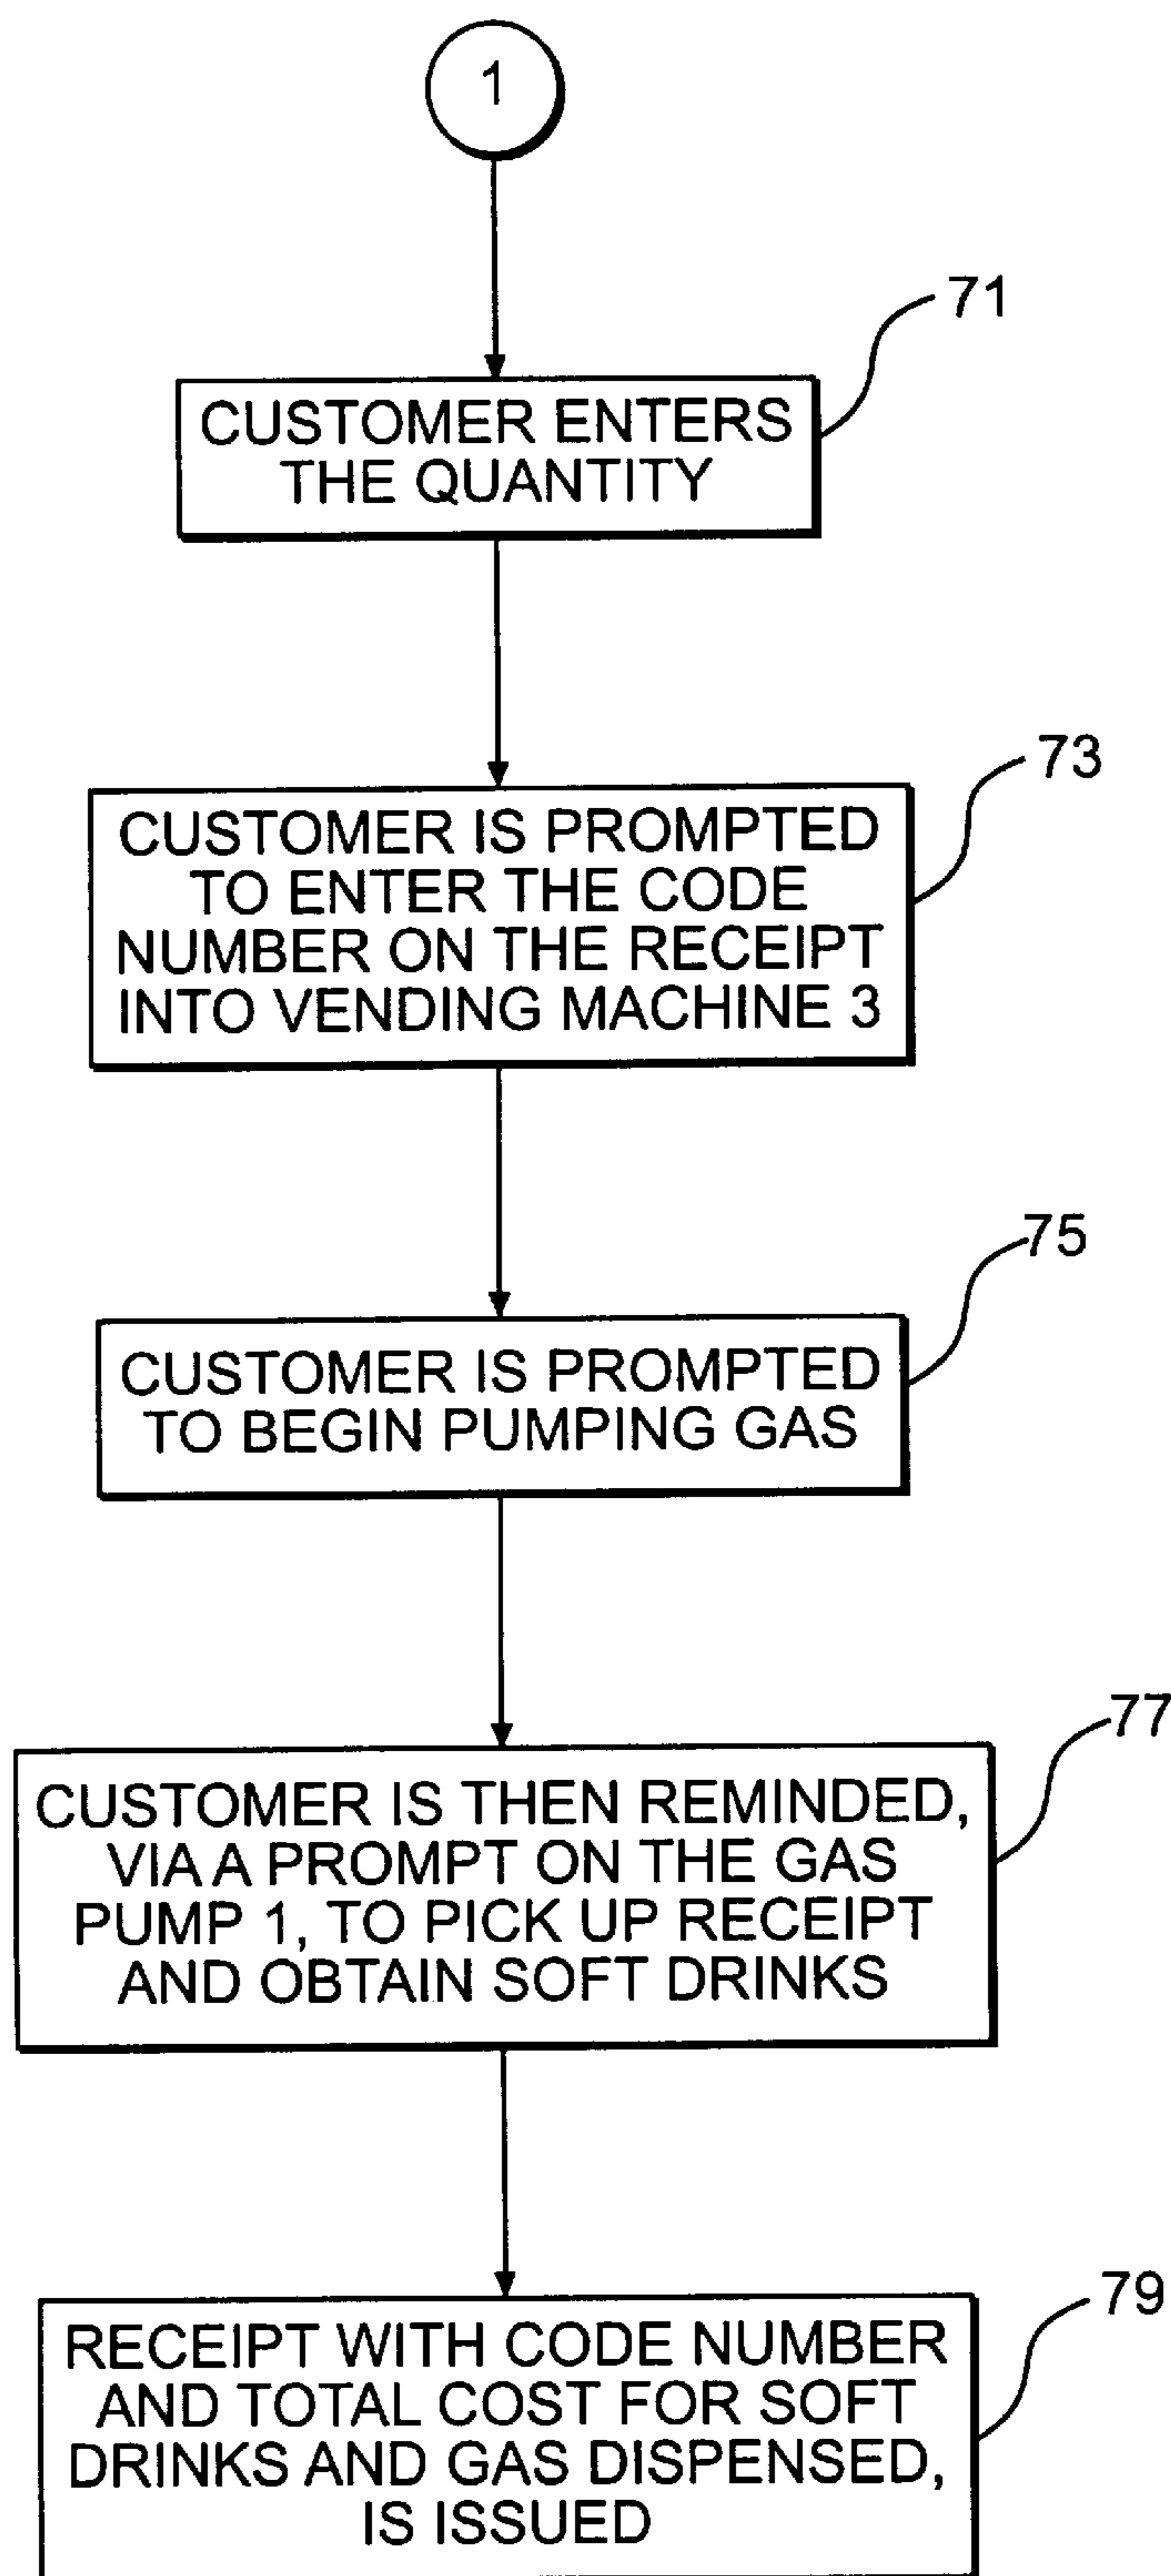 1
71
CUSTOMER ENTERS
THE QUANTITY
73
CUSTOMER IS PROMPTED
TO ENTER THE CODE
NUMBER ON THE RECEIPT
INTO VENDING MACHINE 3
75
CUSTOMER IS PROMPTED
TO BEGIN PUMPING GAS
77
CUSTOMER IS THEN REMINDED,
VIA A PROMPT ON THE GAS
PUMP 1, TO PICK UP RECEIPT
AND OBTAIN SOFT DRINKS
79
RECEIPT WITH CODE NUMBER
AND TOTAL COST FOR SOFT
DRINKS AND GAS DISPENSED,
IS ISSUED